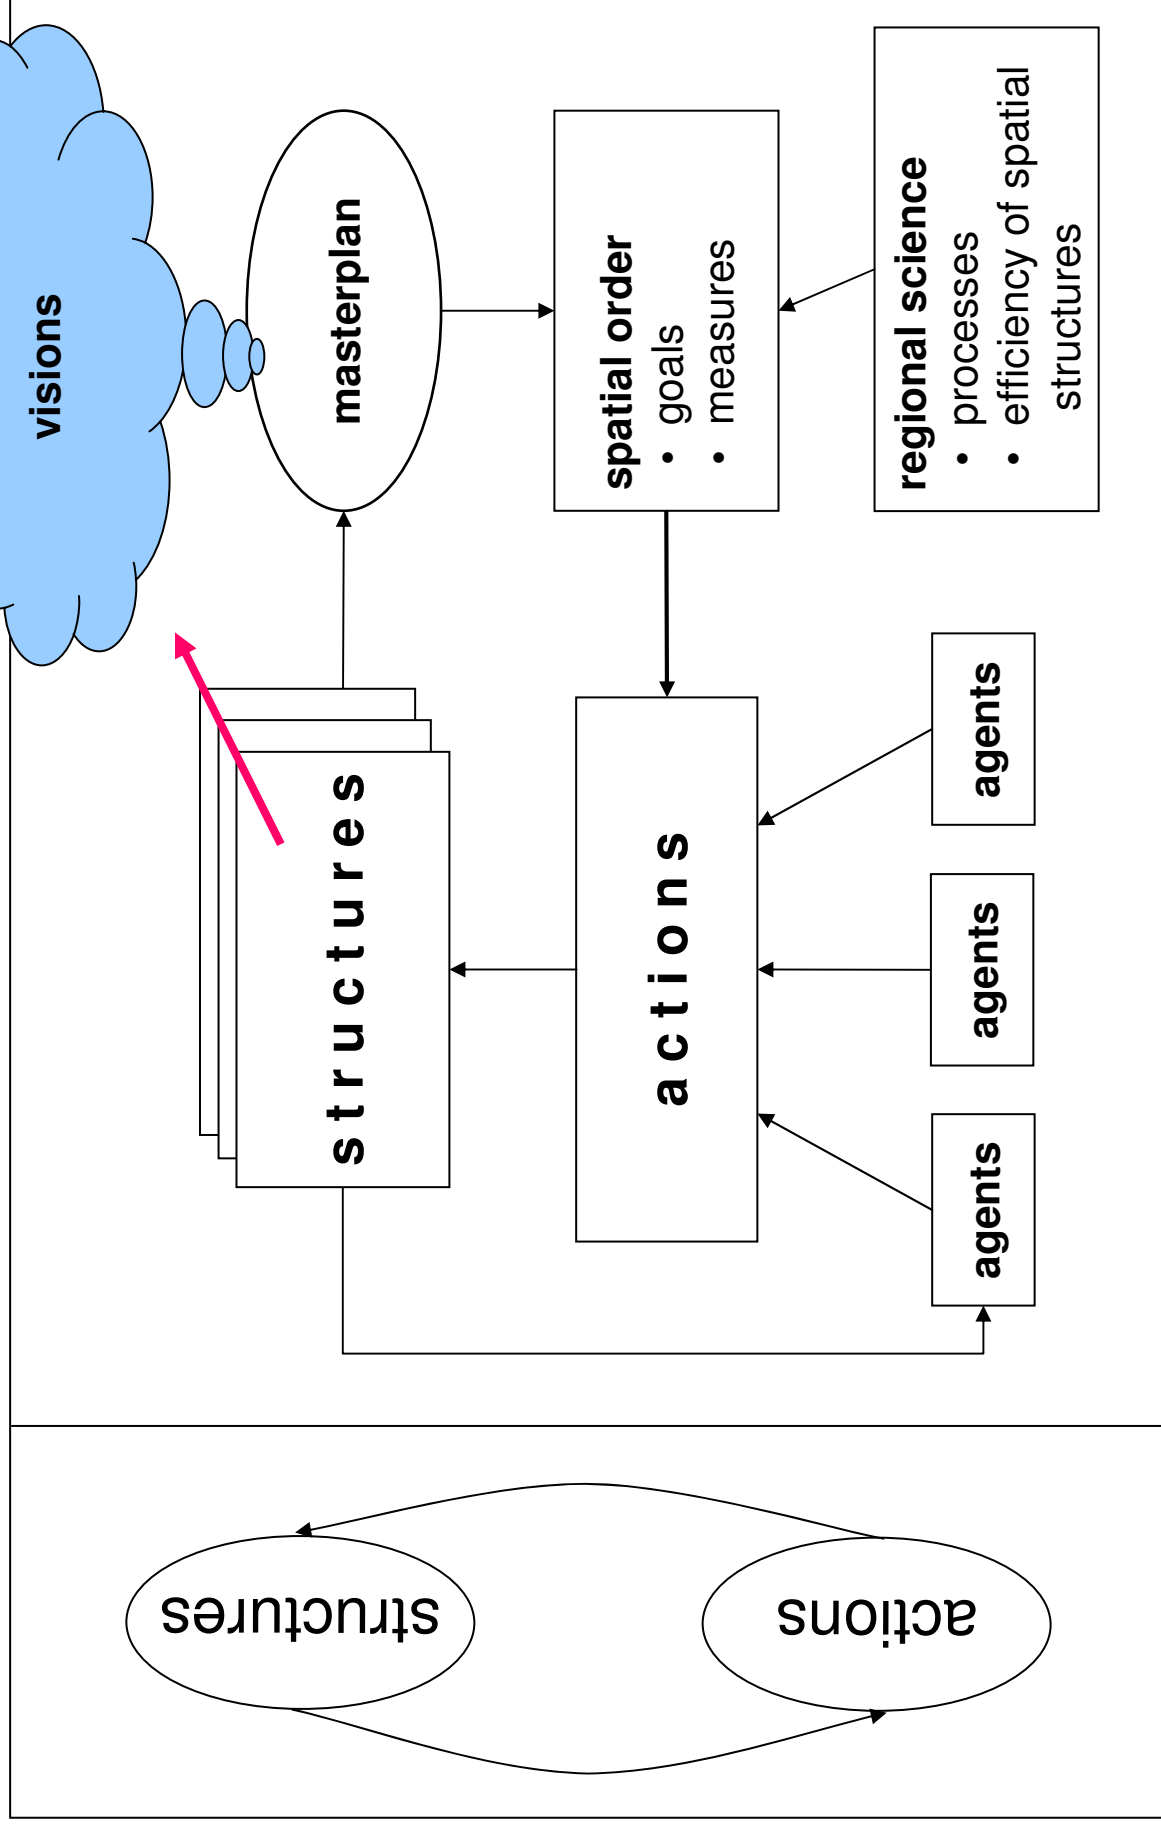 visions
structures
masterplan
actions
spatial order
• goals
• measures
agents
agents
agents
regional science
• processes
• efficiency of spatial
structures
structures
actions